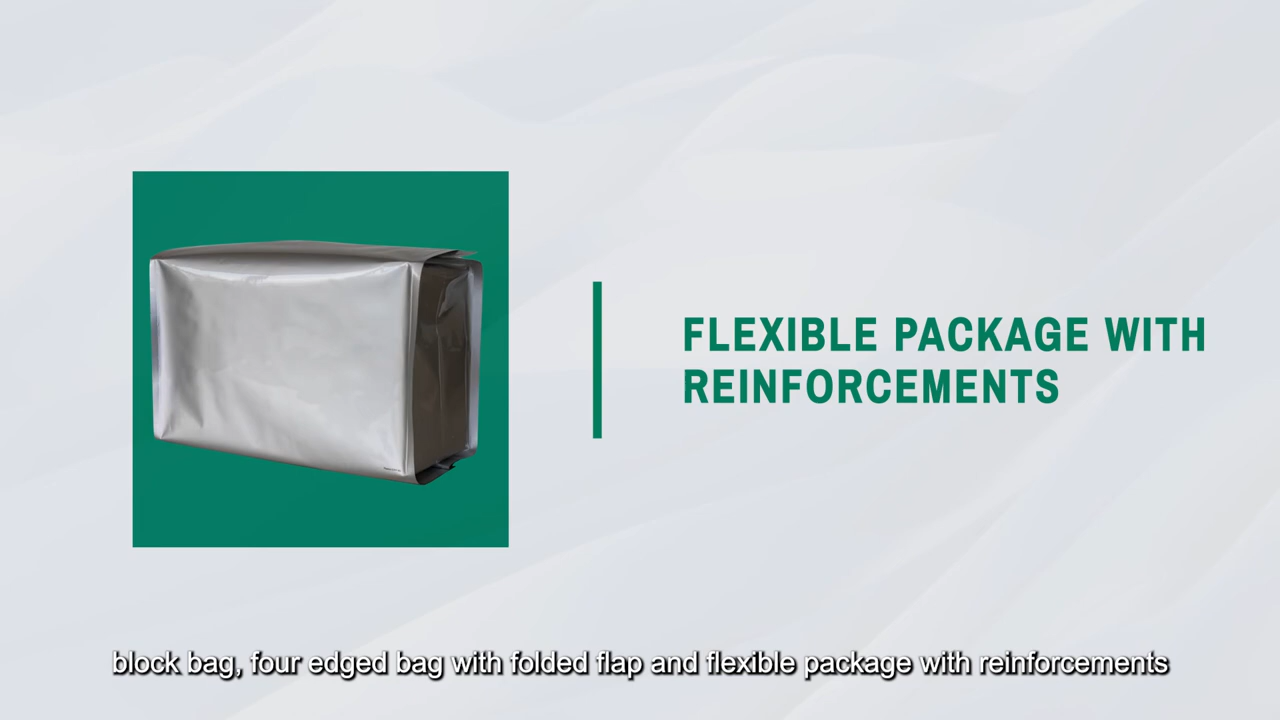 FLEXIBLE PACKAGE WITH
REINFORCEMENTS
block bag, four edged bag with folded flap and flexible package with reinforcements